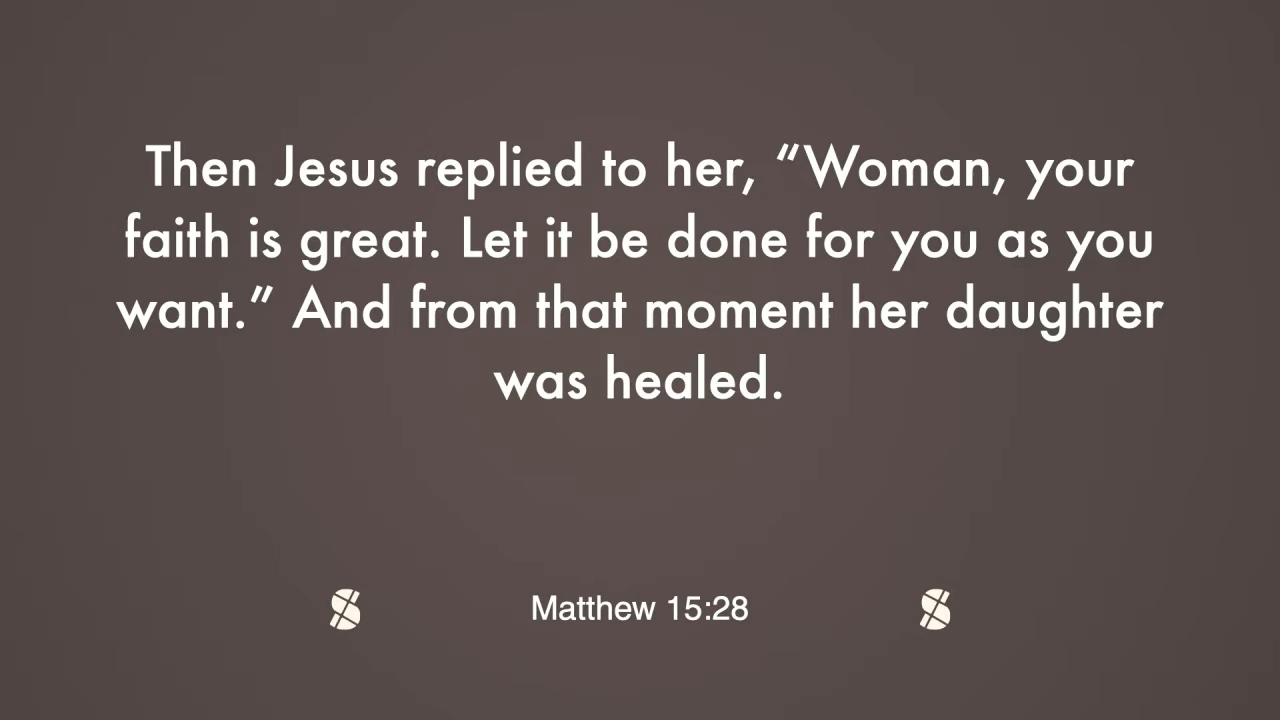 Then Jesus replied to her, “Woman, your
faith is great. Let it be done for you as you
want.” And from that moment her daughter
was healed.
Matthew 15:28